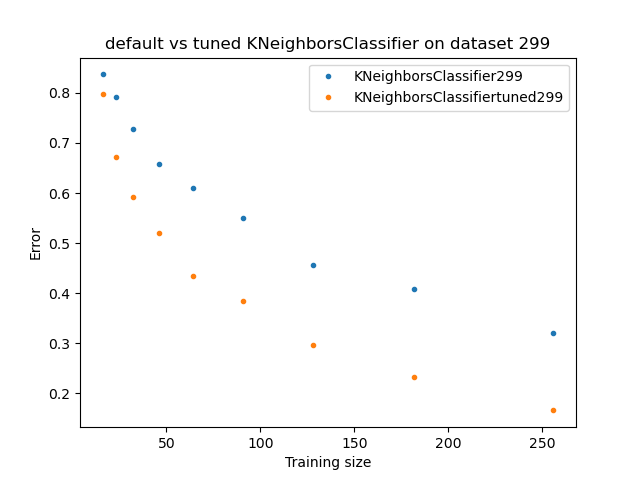 default vs tuned KNeighborsClassifier on dataset 299
KNeighborsClassifier299
KNeighborsClassifiertuned299
0.8
0.7
0.6
0.5
0.4
0.3
0.2
Error
50
100
150
200
250
Training size